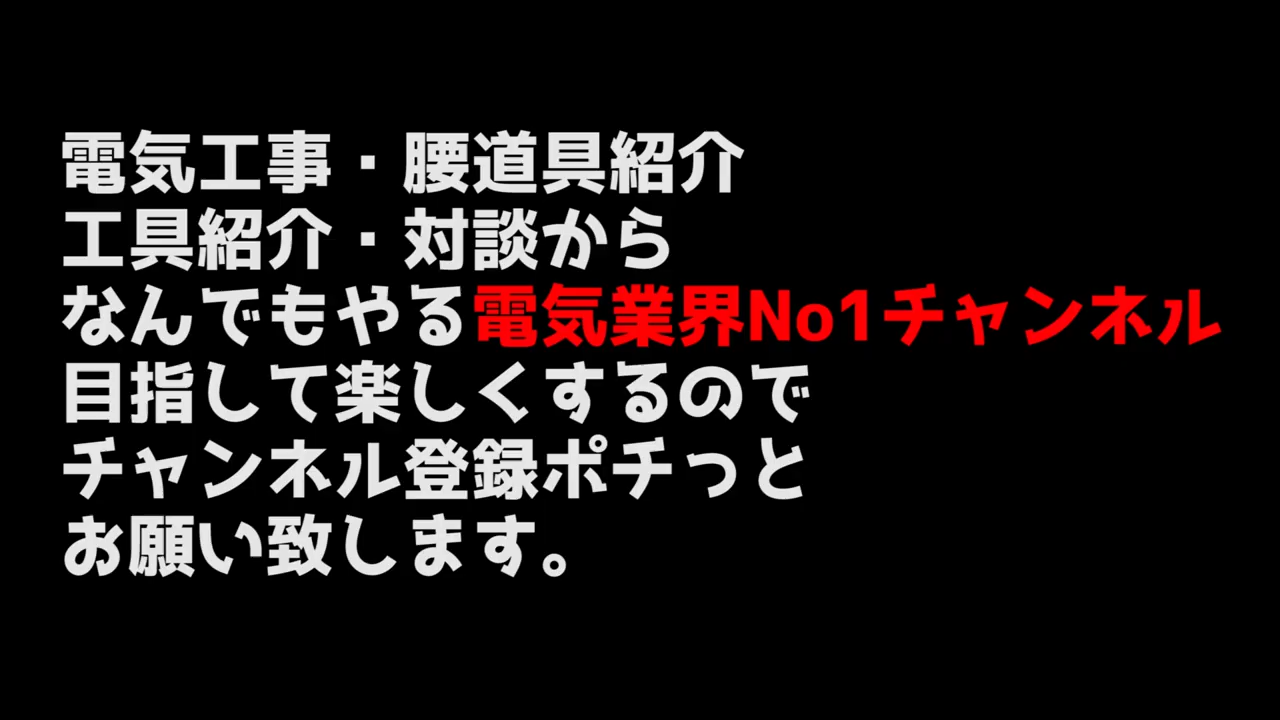 電気工事・腰道具紹介
工具紹介・対談から
なんでもやる電気業界No1チャンネル
目指して楽しくするので
チャンネル登録ポチっと
お願い致します。